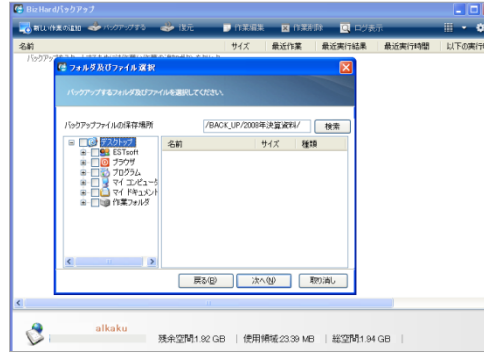 BizHardバックアップ
新しい作業の追加 バックアップする 復元 作業編集 作業削除 ログ表示
名前 サイズ 最近作業 最近実行結果 最近実行時間 以下の実行
フォルダ及びファイル選択
バックアップするフォルダ及びファイルを選択してください。
バックアップファイルの保存場所 /BACK_UP/2008年決算資料/ 検索
デスクトップ 名前 サイズ 種類
ESTsoft
ブラウザ
プログラム
マイ コンピュータ
マイ ドキュメント
作業フォルダ
戻る(B) 次へ(N) 取り消し
alkaku
残余空間1.92 GB | 使用領域:23.39 MB | 総空間1.94 GB |